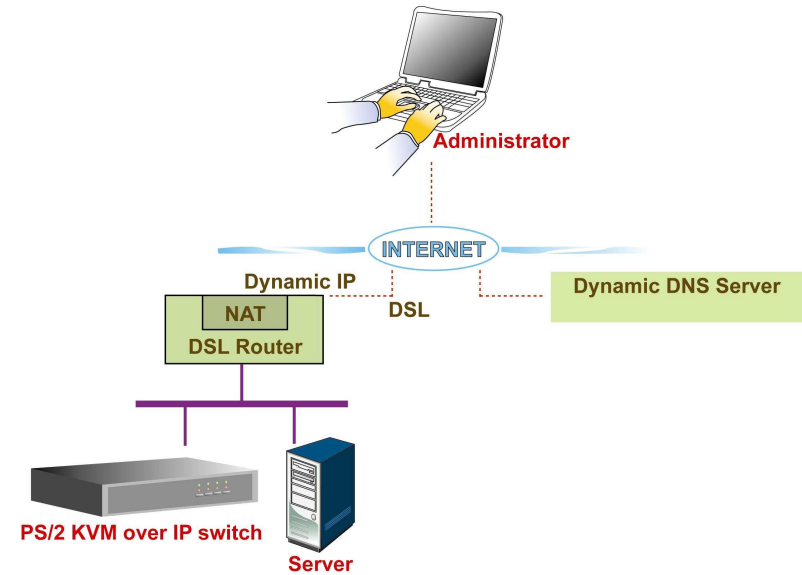 Administrator
INTERNET
Dynamic IP
Dynamic DNS Server
NAT
DSL
DSL Router
PS/2 KVM over IP switch
Server